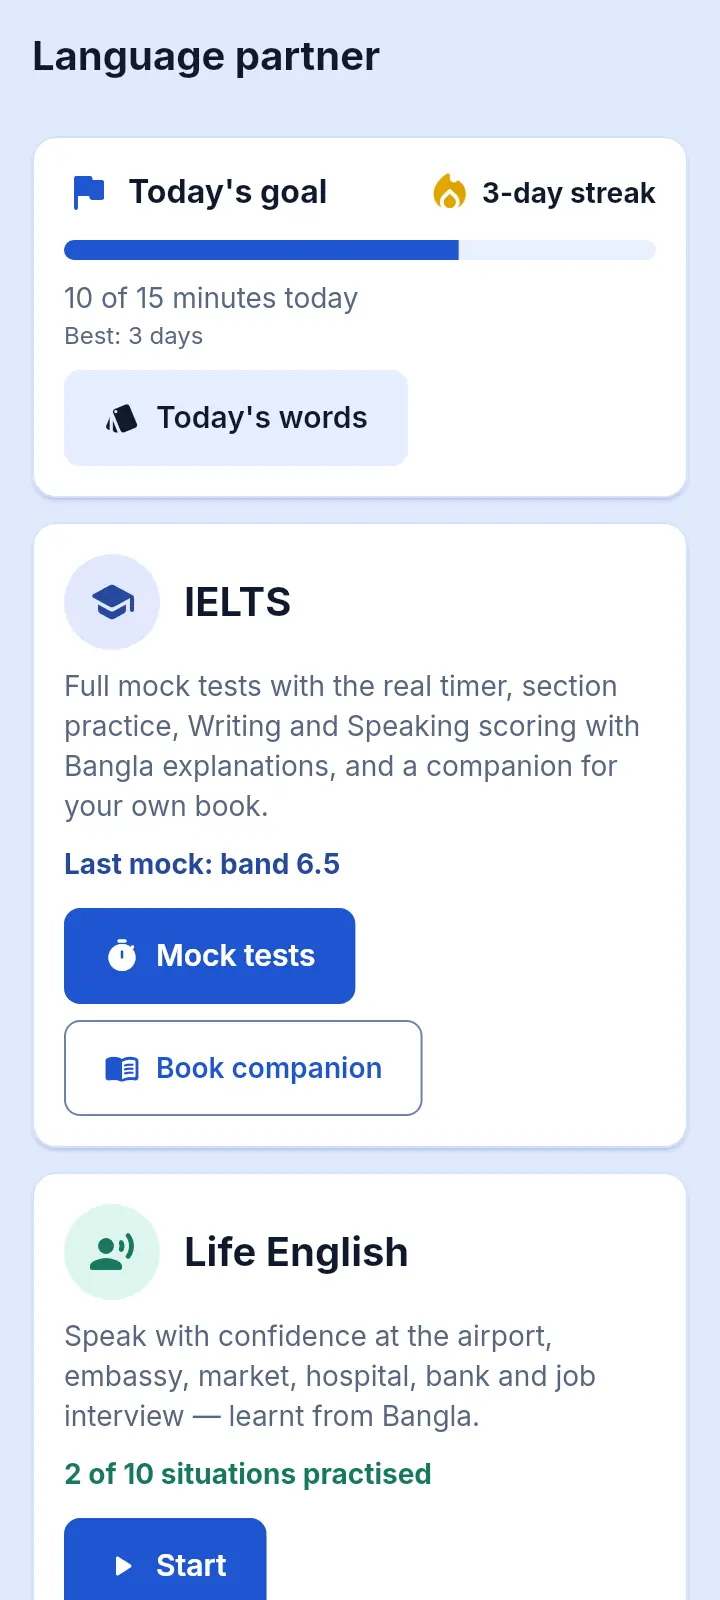 Language partner
Today's goal
3-day streak
10 of 15 minutes today
Best: 3 days
Today's words
IELTS
Full mock tests with the real timer, section
practice, Writing and Speaking scoring with
Bangla explanations, and a companion for
your own book.
Last mock: band 6.5
Mock tests
Book companion
Life English
Speak with confidence at the airport,
embassy, market, hospital, bank and job
interview — learnt from Bangla.
2 of 10 situations practised
Start